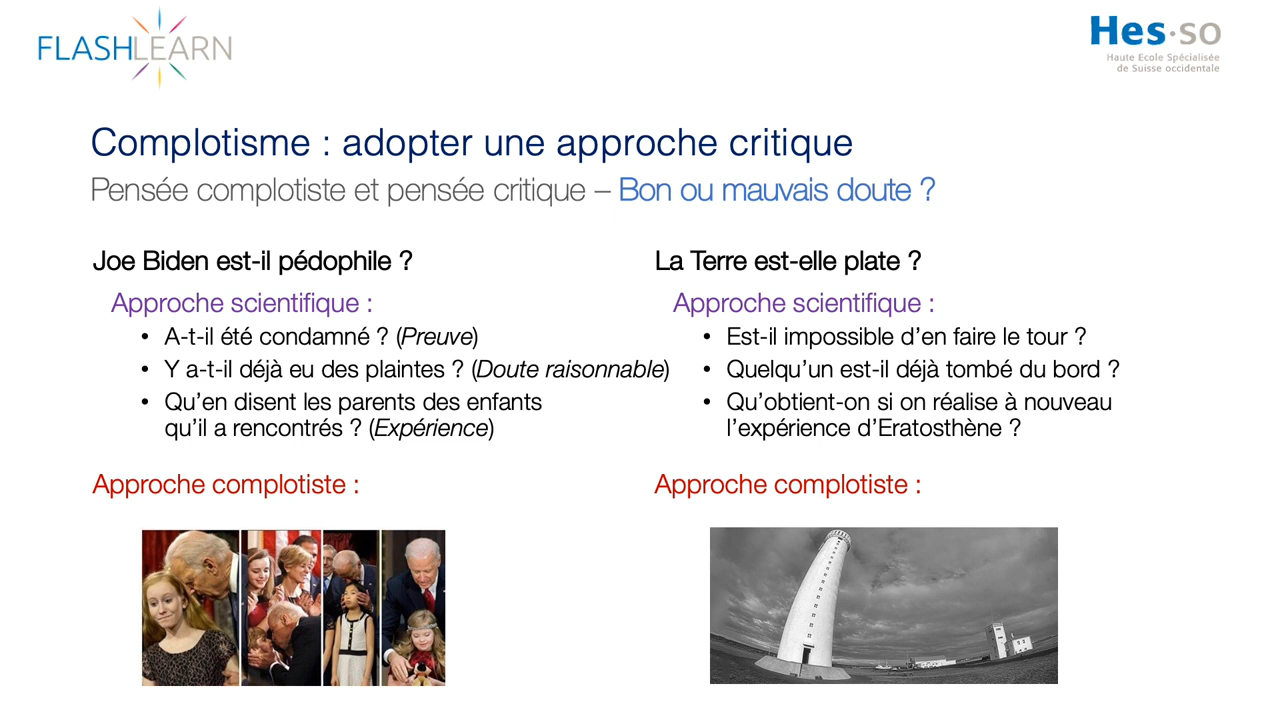 FLASHLEARN
Hes·so
Haute Ecole Spécialisée
de Suisse occidentale
Complotisme : adopter une approche critique
Pensée complotiste et pensée critique – Bon ou mauvais doute ?
Joe Biden est-il pédophile ?
Approche scientifique :
• A-t-il été condamné ? (Preuve)
• Y a-t-il déjà eu des plaintes ? (Doute raisonnable)
• Qu’en disent les parents des enfants
qu’il a rencontrés ? (Expérience)
Approche complotiste :
La Terre est-elle plate ?
Approche scientifique :
• Est-il impossible d’en faire le tour ?
• Quelqu’un est-il déjà tombé du bord ?
• Qu’obtient-on si on réalise à nouveau
l’expérience d’Eratosthène ?
Approche complotiste :